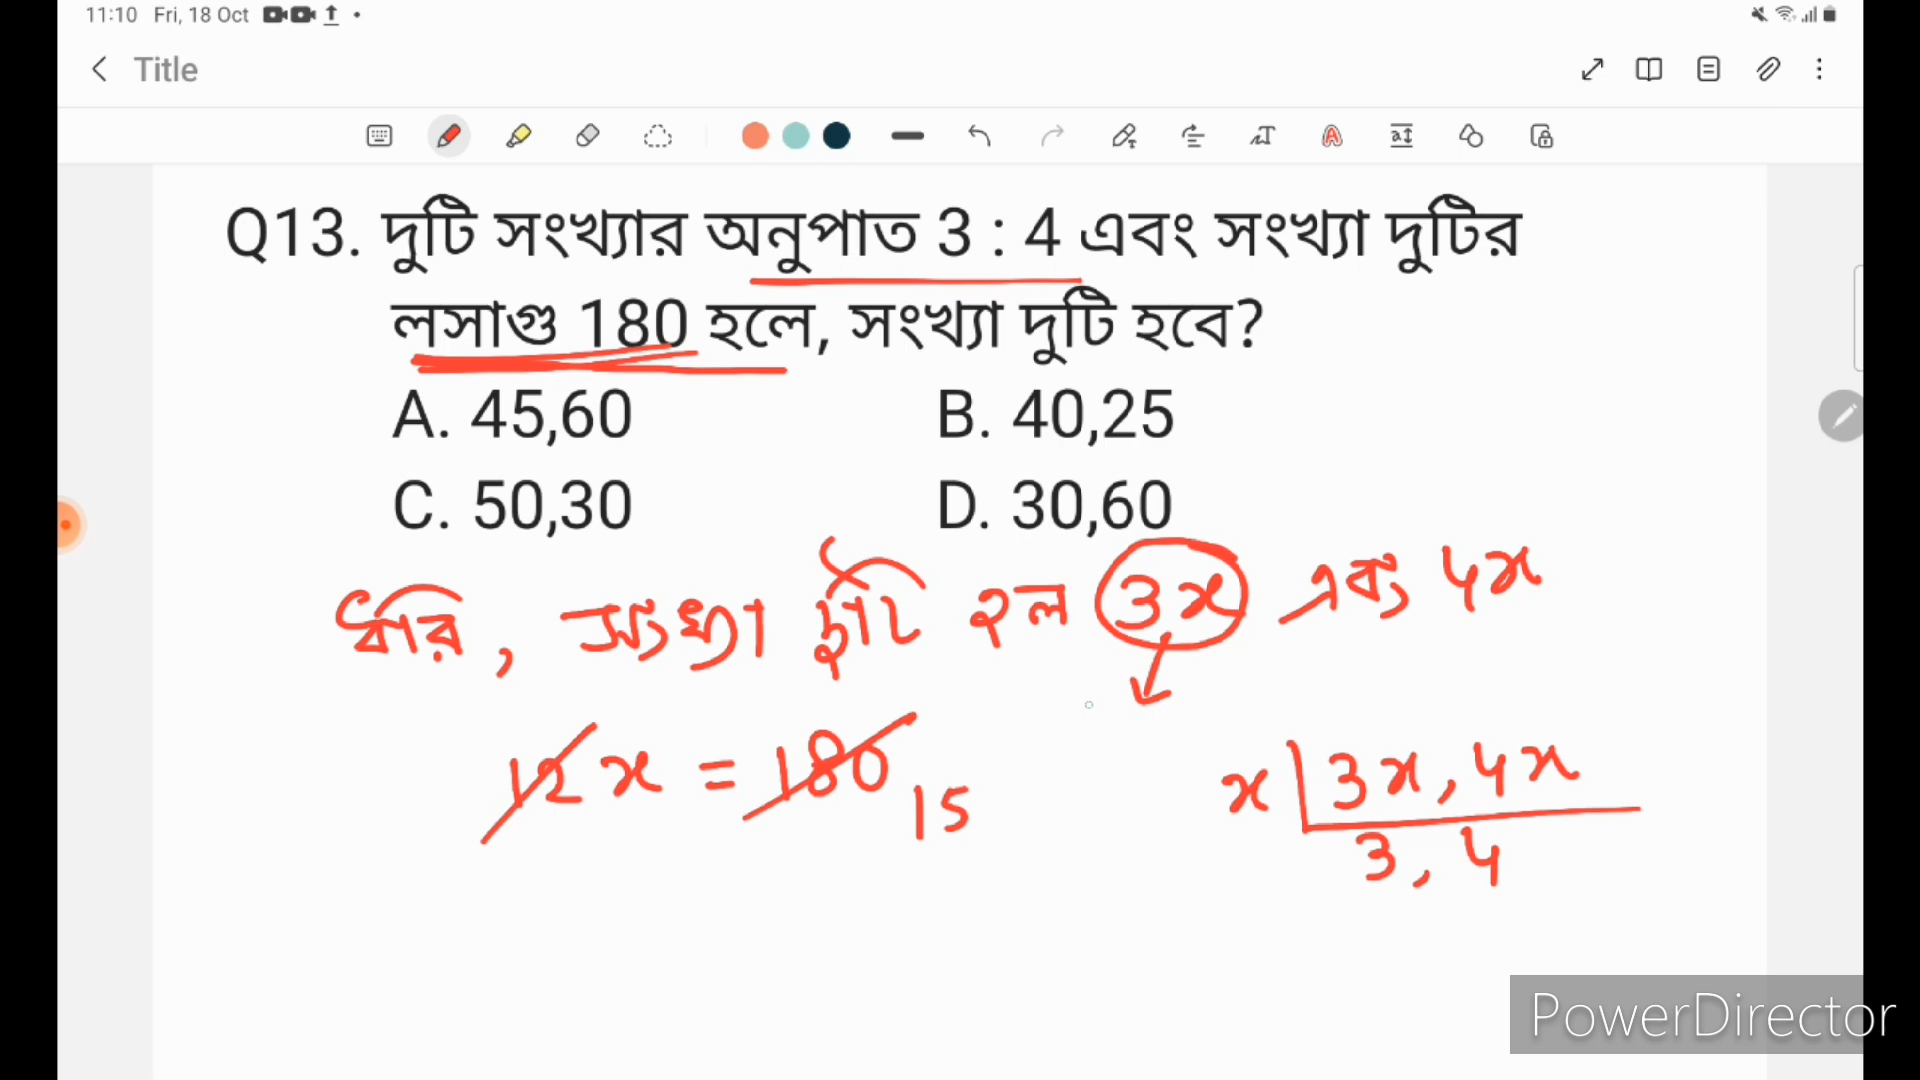 11:10 Fri, 18 Oct
Title
Q13. দুটি সংখ্যার অনুপাত 3 : 4 এবং সংখ্যা দুটির
লসাগু 180 হলে, সংখ্যা দুটি হবে?
A. 45,60 B. 40,25
C. 50,30 D. 30,60
ধরি, সংখ্যা দুটি হল 3x এবং 4x
12x = 180 15
x 3x, 4x
3, 4
PowerDirector